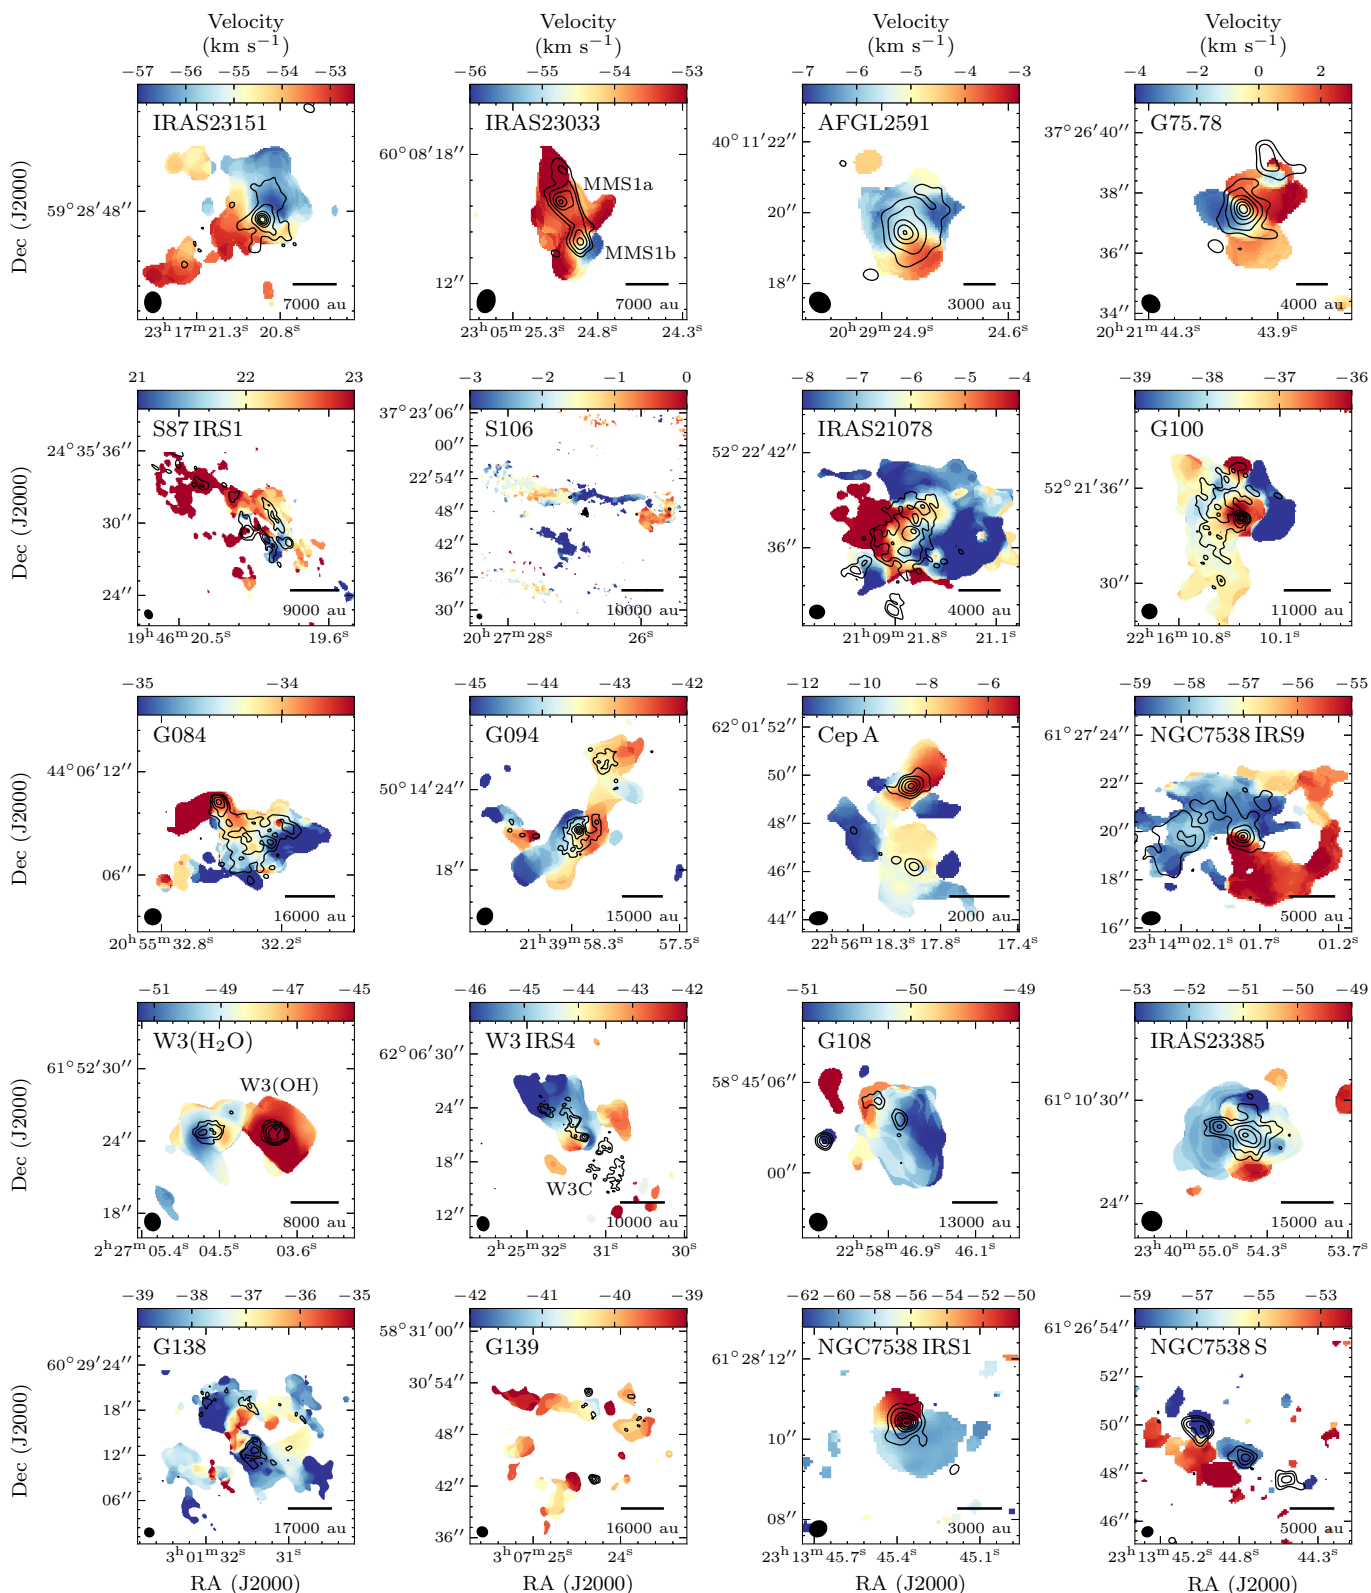 Velocity Velocity Velocity Velocity
(km s⁻¹) (km s⁻¹) (km s⁻¹) (km s⁻¹)
−57 −56 −55 −54 −53 −56 −55 −54 −53 −7 −6 −5 −4 −3 −4 −2 0 2
IRAS23151 IRAS23033 AFGL2591 G75.78
MMS1a
MMS1b
59°28′48″ 60°08′18″ 12″ 40°11′22″ 20″ 18″ 37°26′40″ 38″ 36″ 34″
Dec (J2000)
7000 au 7000 au 3000 au 4000 au
23ʰ17ᵐ21.3ˢ 20.8ˢ 23ʰ05ᵐ25.3ˢ 24.8ˢ 24.3ˢ 20ʰ29ᵐ24.9ˢ 24.6ˢ 20ʰ21ᵐ44.3ˢ 43.9ˢ
21 22 23 −3 −2 −1 0 −8 −7 −6 −5 −4 −39 −38 −37 −36
S87 IRS1 S106 IRAS21078 G100
24°35′36″ 30″ 24″ 37°23′06″ 00″ 22′54″ 48″ 42″ 36″ 30″ 52°22′42″ 36″ 52°21′36″ 30″
Dec (J2000)
9000 au 10000 au 4000 au 11000 au
19ʰ46ᵐ20.5ˢ 19.6ˢ 20ʰ27ᵐ28ˢ 26ˢ 21ʰ09ᵐ21.8ˢ 21.1ˢ 22ʰ16ᵐ10.8ˢ 10.1ˢ
−35 −34 −45 −44 −43 −42 −12 −10 −8 −6 −59 −58 −57 −56 −55
G084 G094 Cep A NGC7538 IRS9
44°06′12″ 06″ 50°14′24″ 18″ 62°01′52″ 50″ 48″ 46″ 44″ 61°27′24″ 22″ 20″ 18″ 16″
Dec (J2000)
16000 au 15000 au 2000 au 5000 au
20ʰ55ᵐ32.8ˢ 32.2ˢ 21ʰ39ᵐ58.3ˢ 57.5ˢ 22ʰ56ᵐ18.3ˢ 17.8ˢ 17.4ˢ 23ʰ14ᵐ02.1ˢ 01.7ˢ 01.2ˢ
−51 −49 −47 −45 −46 −45 −44 −43 −42 −51 −50 −49 −53 −52 −51 −50 −49
W3(H₂O) W3 IRS4 G108 IRAS23385
W3(OH)
W3C
61°52′30″ 24″ 18″ 62°06′30″ 24″ 18″ 12″ 58°45′06″ 00″ 61°10′30″ 24″
Dec (J2000)
8000 au 10000 au 13000 au 15000 au
2ʰ27ᵐ05.4ˢ 04.5ˢ 03.6ˢ 2ʰ25ᵐ32ˢ 31ˢ 30ˢ 22ʰ58ᵐ46.9ˢ 46.1ˢ 23ʰ40ᵐ55.0ˢ 54.3ˢ 53.7ˢ
−39 −38 −37 −36 −35 −42 −41 −40 −39 −62 −60 −58 −56 −54 −52 −50 −59 −57 −55 −53
G138 G139 NGC7538 IRS1 NGC7538 S
60°29′24″ 18″ 12″ 06″ 58°31′00″ 30′54″ 48″ 42″ 36″ 61°28′12″ 10″ 08″ 61°26′54″ 52″ 50″ 48″ 46″
Dec (J2000)
17000 au 16000 au 3000 au 5000 au
3ʰ01ᵐ32ˢ 31ˢ 3ʰ07ᵐ25ˢ 24ˢ 23ʰ13ᵐ45.7ˢ 45.4ˢ 45.1ˢ 23ʰ13ᵐ45.2ˢ 44.8ˢ 44.3ˢ
RA (J2000) RA (J2000) RA (J2000) RA (J2000)